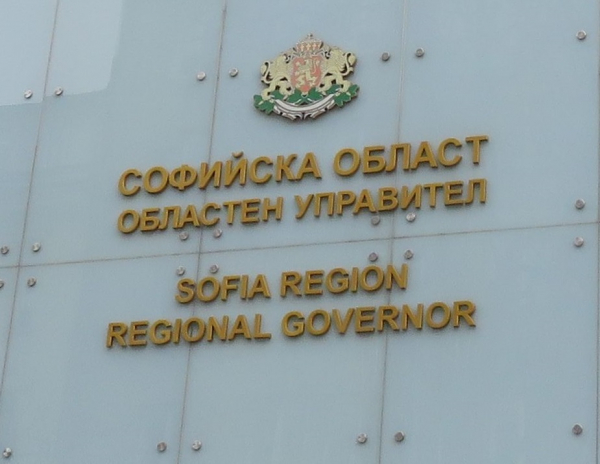 СОФИЙСКА ОБЛАСТ
ОБЛАСТЕН УПРАВИТЕЛ
SOFIA REGION
REGIONAL GOVERNOR